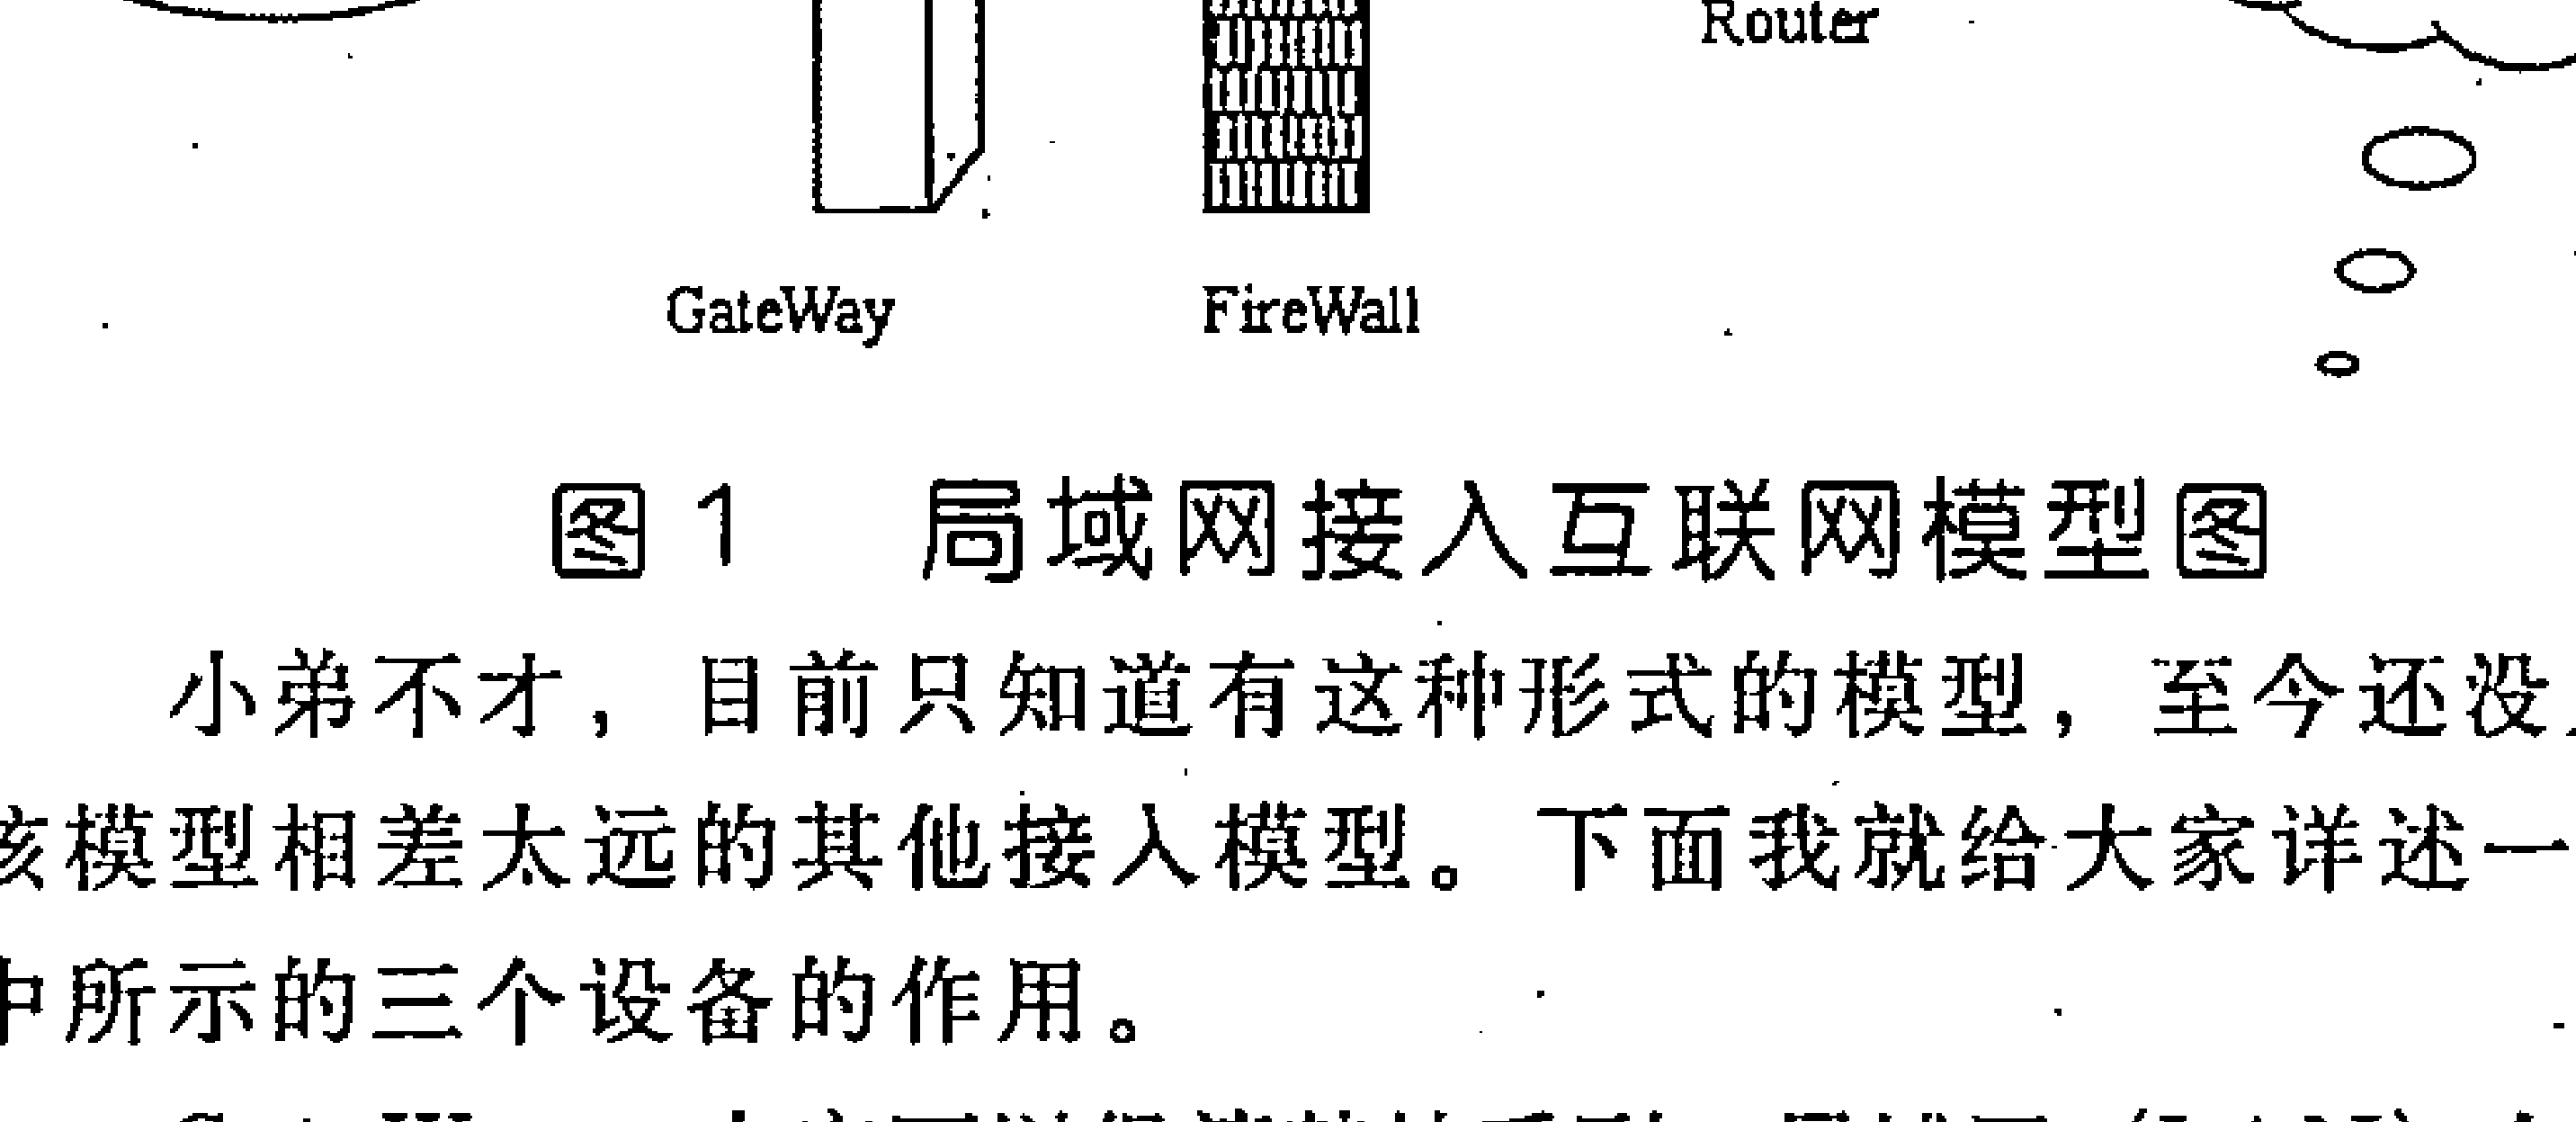 Router
GateWay FireWall
图1 局域网接入互联网模型图
小弟不才，目前只知道有这种形式的模型，至今还没
该模型相差太远的其他接入模型。下面我就给大家详述一
中所示的三个设备的作用。